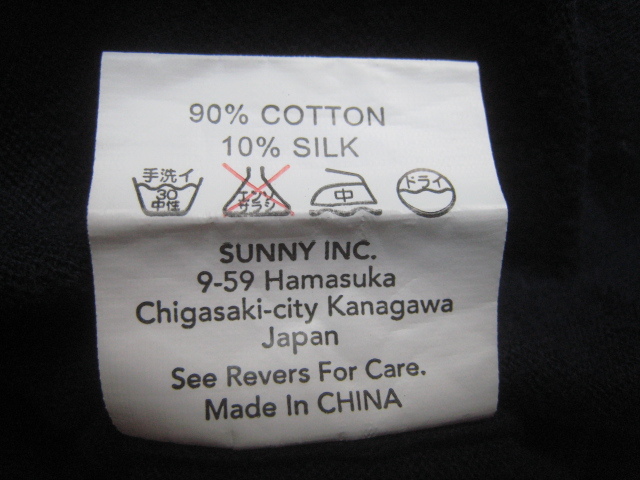 90% COTTON
10% SILK
手洗イ
30
中性
エンソ
サラシ
中
ドライ
SUNNY INC.
9-59 Hamasuka
Chigasaki-city Kanagawa
Japan
See Revers For Care.
Made In CHINA